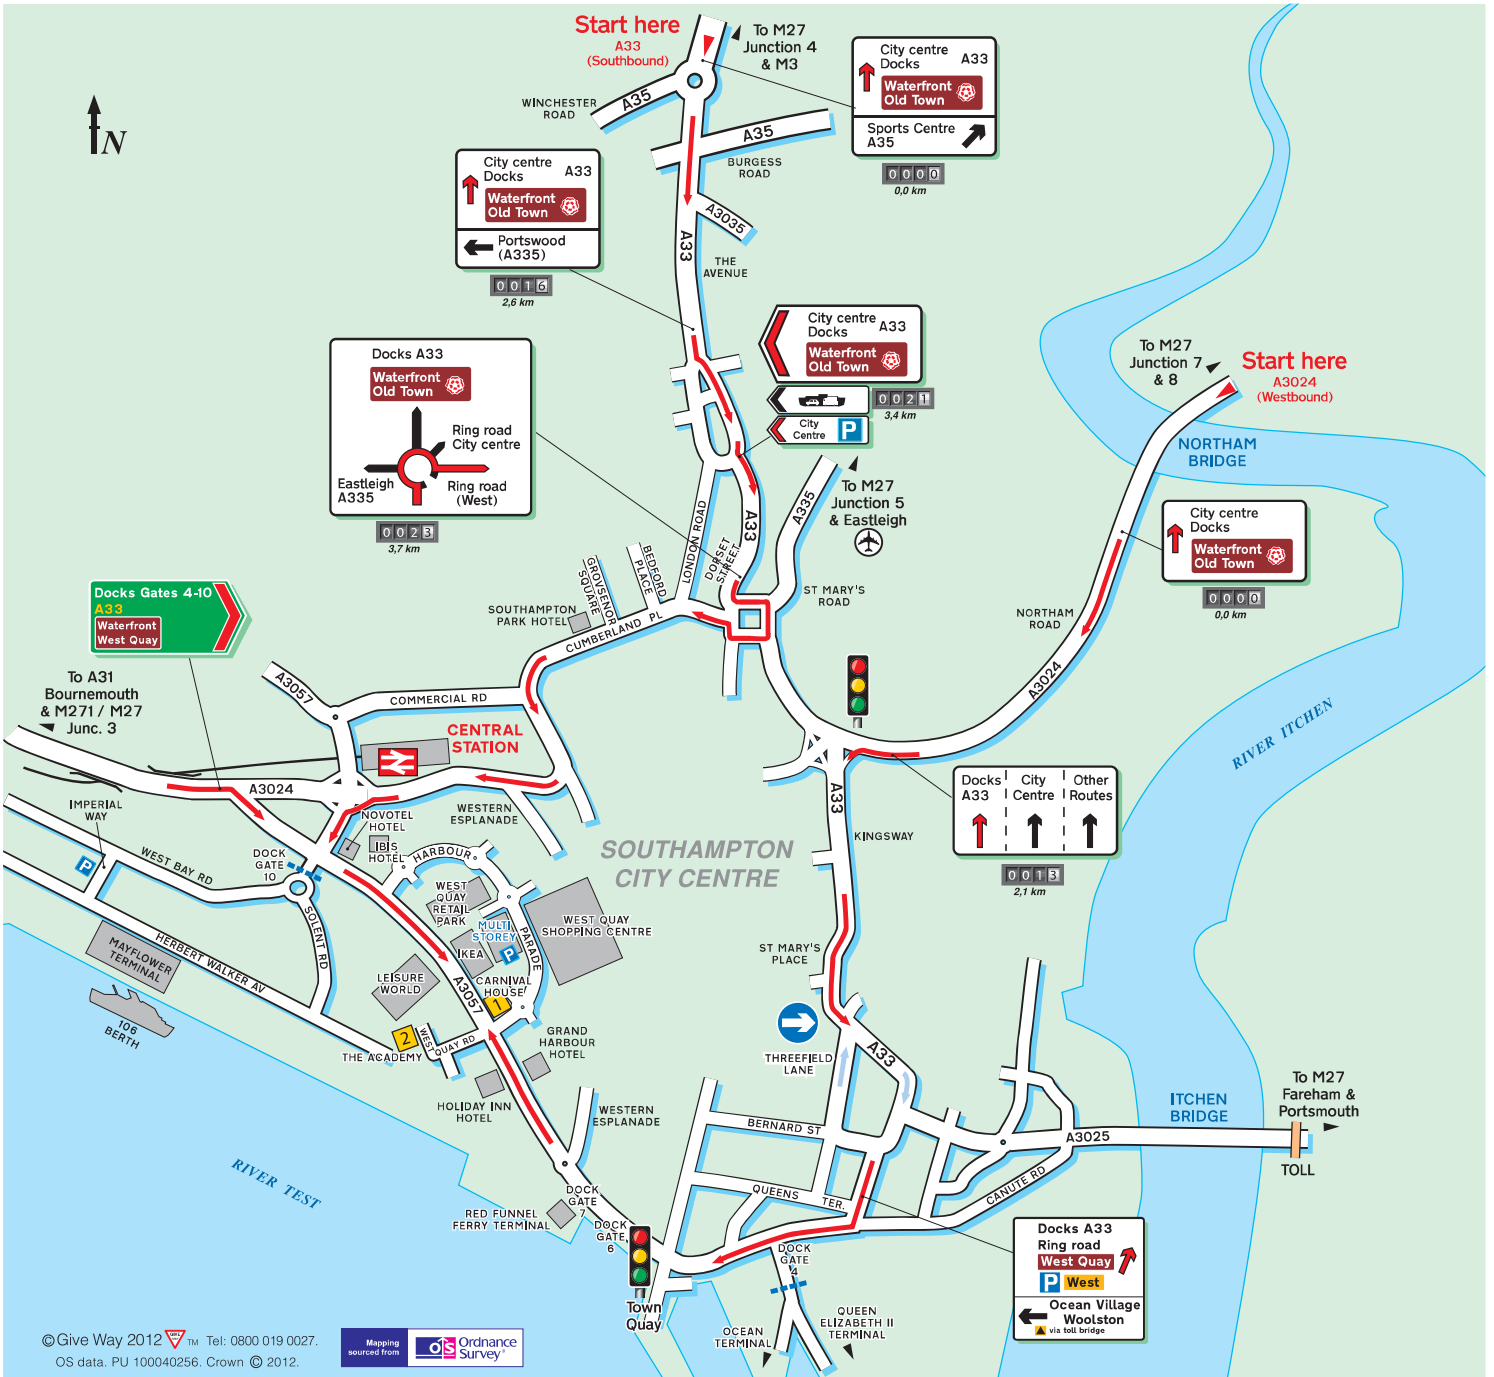 Start here
A33
(Southbound)
To M27
Junction 4
& M3
City centre
Docks
A33
Waterfront
Old Town
Sports Centre
A35
0000
0,0 km
WINCHESTER
ROAD
A35
A35
BURGESS
ROAD
N
City centre
Docks
A33
Waterfront
Old Town
Portswood
(A335)
0016
2,6 km
A3035
A33
THE
AVENUE
City centre
Docks
A33
Waterfront
Old Town
City
Centre
P
0021
3,4 km
Docks A33
Waterfront
Old Town
Ring road
City centre
Eastleigh
A335
Ring road
(West)
0023
3,7 km
To M27
Junction 7
& 8
Start here
A3024
(Westbound)
NORTHAM
BRIDGE
City centre
Docks
Waterfront
Old Town
0000
0,0 km
NORTHAM
ROAD
A3024
RIVER ITCHEN
To M27
Junction 5
& Eastleigh
A335
A33
LONDON ROAD
DORSET
STREET
ST MARY'S
ROAD
BEDFORD
PLACE
GROVSENOR
SQUARE
SOUTHAMPTON
PARK HOTEL
CUMBERLAND PL
Docks Gates 4-10
A33
Waterfront
West Quay
To A31
Bournemouth
& M271 / M27
Junc. 3
A3057
COMMERCIAL RD
CENTRAL
STATION
A3024
IMPERIAL
WAY
P
WESTERN
ESPLANADE
NOVOTEL
HOTEL
IBIS
HOTEL
DOCK
GATE
10
WEST BAY RD
SOLENT RD
HERBERT WALKER AV
MAYFLOWER
TERMINAL
106
BERTH
HARBOUR
PARADE
WEST
QUAY
RETAIL
PARK
MULTI
STOREY
P
IKEA
WEST QUAY
SHOPPING CENTRE
LEISURE
WORLD
CARNIVAL
HOUSE
1
A3057
2
THE ACADEMY
WEST
QUAY RD
GRAND
HARBOUR
HOTEL
HOLIDAY INN
HOTEL
WESTERN
ESPLANADE
SOUTHAMPTON
CITY CENTRE
A33
KINGSWAY
Docks
A33
City
Centre
Other
Routes
0013
2,1 km
ST MARY'S
PLACE
THREEFIELD
LANE
A33
BERNARD ST
QUEENS
TER.
CANUTE RD
A3025
ITCHEN
BRIDGE
To M27
Fareham &
Portsmouth
TOLL
RIVER TEST
RED FUNNEL
FERRY TERMINAL
DOCK
GATE
7
DOCK
GATE
6
Town
Quay
DOCK
GATE
4
OCEAN
TERMINAL
QUEEN
ELIZABETH II
TERMINAL
Docks A33
Ring road
West Quay
P West
Ocean Village
Woolston
via toll bridge
© Give Way 2012 TM Tel: 0800 019 0027.
OS data. PU 100040256. Crown © 2012.
Mapping
sourced from
OS Ordnance
Survey